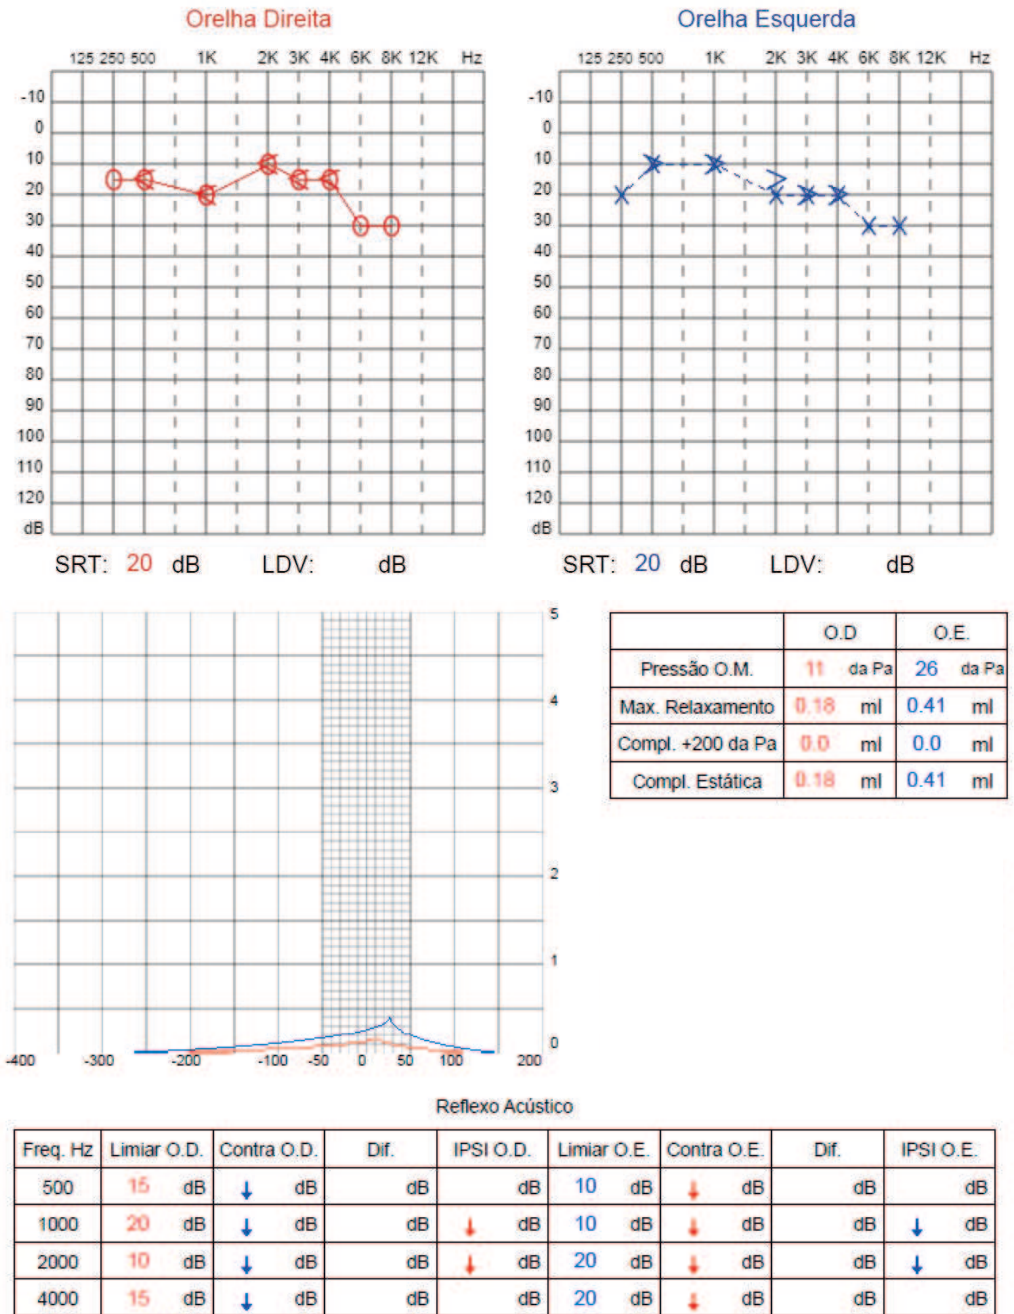 Orelha Direita
125 250 500 1K 2K 3K 4K 6K 8K 12K Hz
-10
0
10
20
30
40
50
60
70
80
90
100
110
120
dB
SRT: 20 dB LDV: dB
Orelha Esquerda
125 250 500 1K 2K 3K 4K 6K 8K 12K Hz
-10
0
10
20
30
40
50
60
70
80
90
100
110
120
dB
SRT: 20 dB LDV: dB
5
4
3
2
1
0
-400 -300 -200 -100 -50 0 50 100 200
O.D O.E.
Pressão O.M. 11 da Pa 26 da Pa
Max. Relaxamento 0.18 ml 0.41 ml
Compl. +200 da Pa 0.0 ml 0.0 ml
Compl. Estática 0.18 ml 0.41 ml
Reflexo Acústico
Freq. Hz Limiar O.D. Contra O.D. Dif. IPSI O.D. Limiar O.E. Contra O.E. Dif. IPSI O.E.
500 15 dB ↓ dB dB dB 10 dB ↓ dB dB dB
1000 20 dB ↓ dB dB ↓ dB 10 dB ↓ dB dB ↓ dB
2000 10 dB ↓ dB dB ↓ dB 20 dB ↓ dB dB ↓ dB
4000 15 dB ↓ dB dB dB 20 dB ↓ dB dB dB